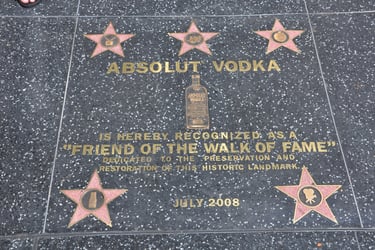 ABSOLUT VODKA
IS HEREBY RECOGNIZED AS A
"FRIEND OF THE WALK OF FAME"
DEDICATED TO THE PRESERVATION AND
RESTORATION OF THIS HISTORIC LANDMARK
JULY 2008